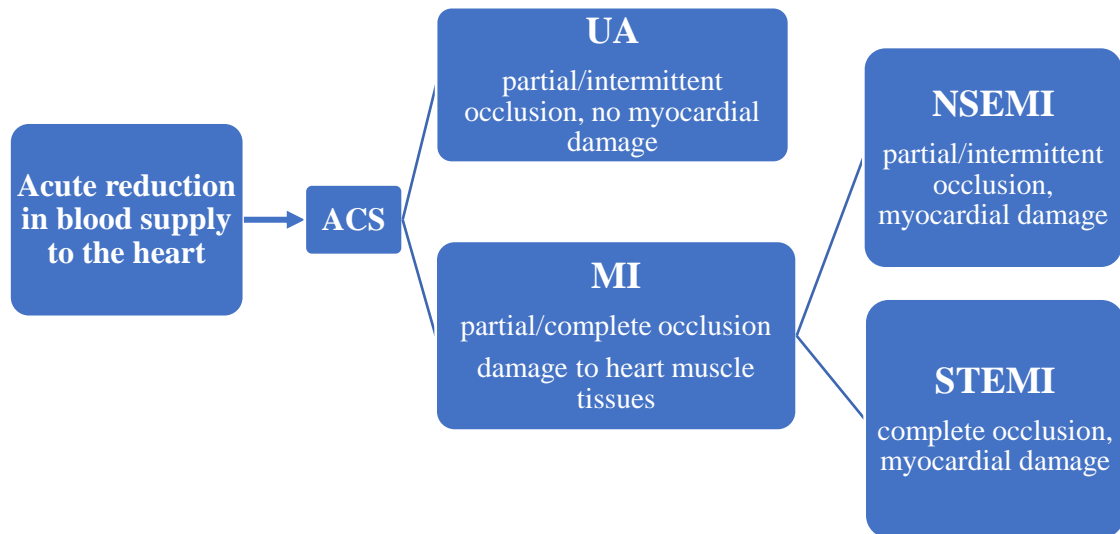 Acute reduction
in blood supply
to the heart
ACS
UA
partial/intermittent
occlusion, no myocardial
damage
MI
partial/complete occlusion
damage to heart muscle
tissues
NSEMI
partial/intermittent
occlusion,
myocardial damage
STEMI
complete occlusion,
myocardial damage